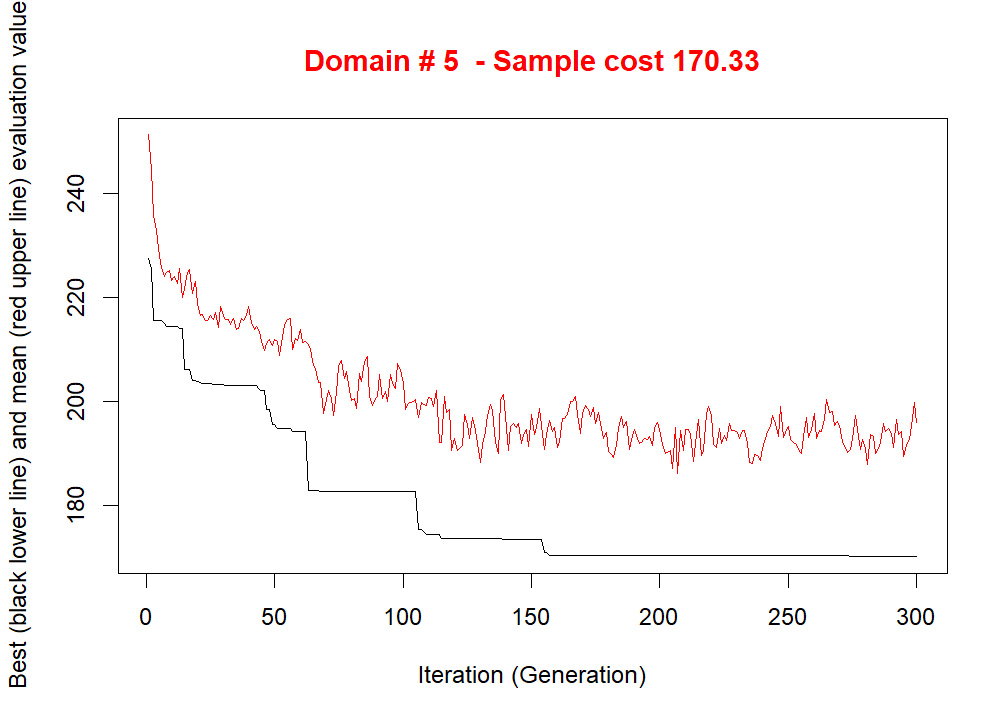 Domain # 5  - Sample cost 170.33
Best (black lower line) and mean (red upper line) evaluation value
240
220
200
180
0 50 100 150 200 250 300
Iteration (Generation)